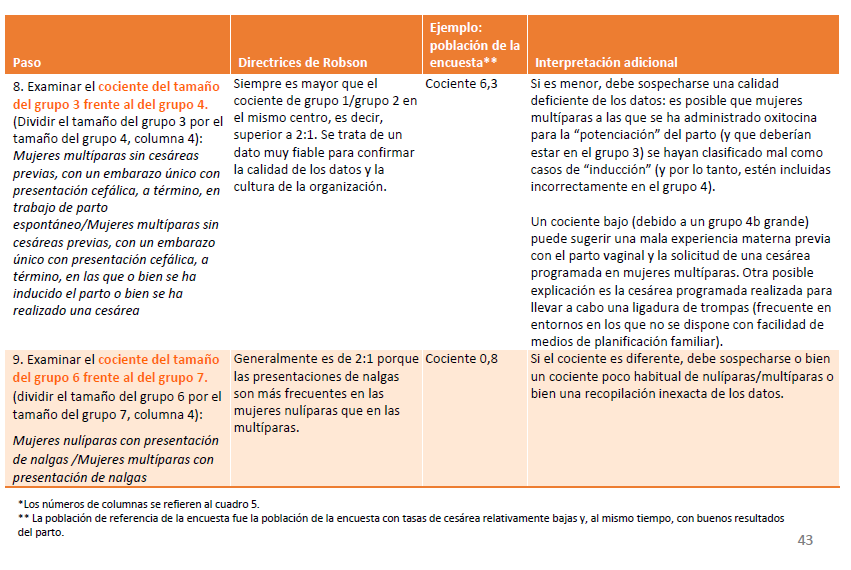 Paso
Directrices de Robson
Ejemplo:
población de la
encuesta**
Interpretación adicional
8. Examinar el cociente del tamaño
del grupo 3 frente al del grupo 4.
(Dividir el tamaño del grupo 3 por el
tamaño del grupo 4, columna 4):
Mujeres multíparas sin cesáreas
previas, con un embarazo único con
presentación cefálica, a término, en
trabajo de parto
espontáneo/Mujeres multíparas sin
cesáreas previas, con un embarazo
único con presentación cefálica, a
término, en las que o bien se ha
inducido el parto o bien se ha
realizado una cesárea
Siempre es mayor que el
cociente de grupo 1/grupo 2 en
el mismo centro, es decir,
superior a 2:1. Se trata de un
dato muy fiable para confirmar
la calidad de los datos y la
cultura de la organización.
Cociente 6,3
Si es menor, debe sospecharse una calidad
deficiente de los datos: es posible que mujeres
multíparas a las que se ha administrado oxitocina
para la “potenciación” del parto (y que deberían
estar en el grupo 3) se hayan clasificado mal como
casos de “inducción” (y por lo tanto, estén incluidas
incorrectamente en el grupo 4).
Un cociente bajo (debido a un grupo 4b grande)
puede sugerir una mala experiencia materna previa
con el parto vaginal y la solicitud de una cesárea
programada en mujeres multíparas. Otra posible
explicación es la cesárea programada realizada para
llevar a cabo una ligadura de trompas (frecuente en
entornos en los que no se dispone con facilidad de
medios de planificación familiar).
9. Examinar el cociente del tamaño
del grupo 6 frente al del grupo 7.
(dividir el tamaño del grupo 6 por el
tamaño del grupo 7, columna 4):
Mujeres nulíparas con presentación
de nalgas /Mujeres multíparas con
presentación de nalgas
Generalmente es de 2:1 porque
las presentaciones de nalgas
son más frecuentes en las
mujeres nulíparas que en las
multíparas.
Cociente 0,8
Si el cociente es diferente, debe sospecharse o bien
un cociente poco habitual de nulíparas/multíparas o
bien una recopilación inexacta de los datos.
*Los números de columnas se refieren al cuadro 5.
** La población de referencia de la encuesta fue la población de la encuesta con tasas de cesárea relativamente bajas y, al mismo tiempo, con buenos resultados
del parto.
43